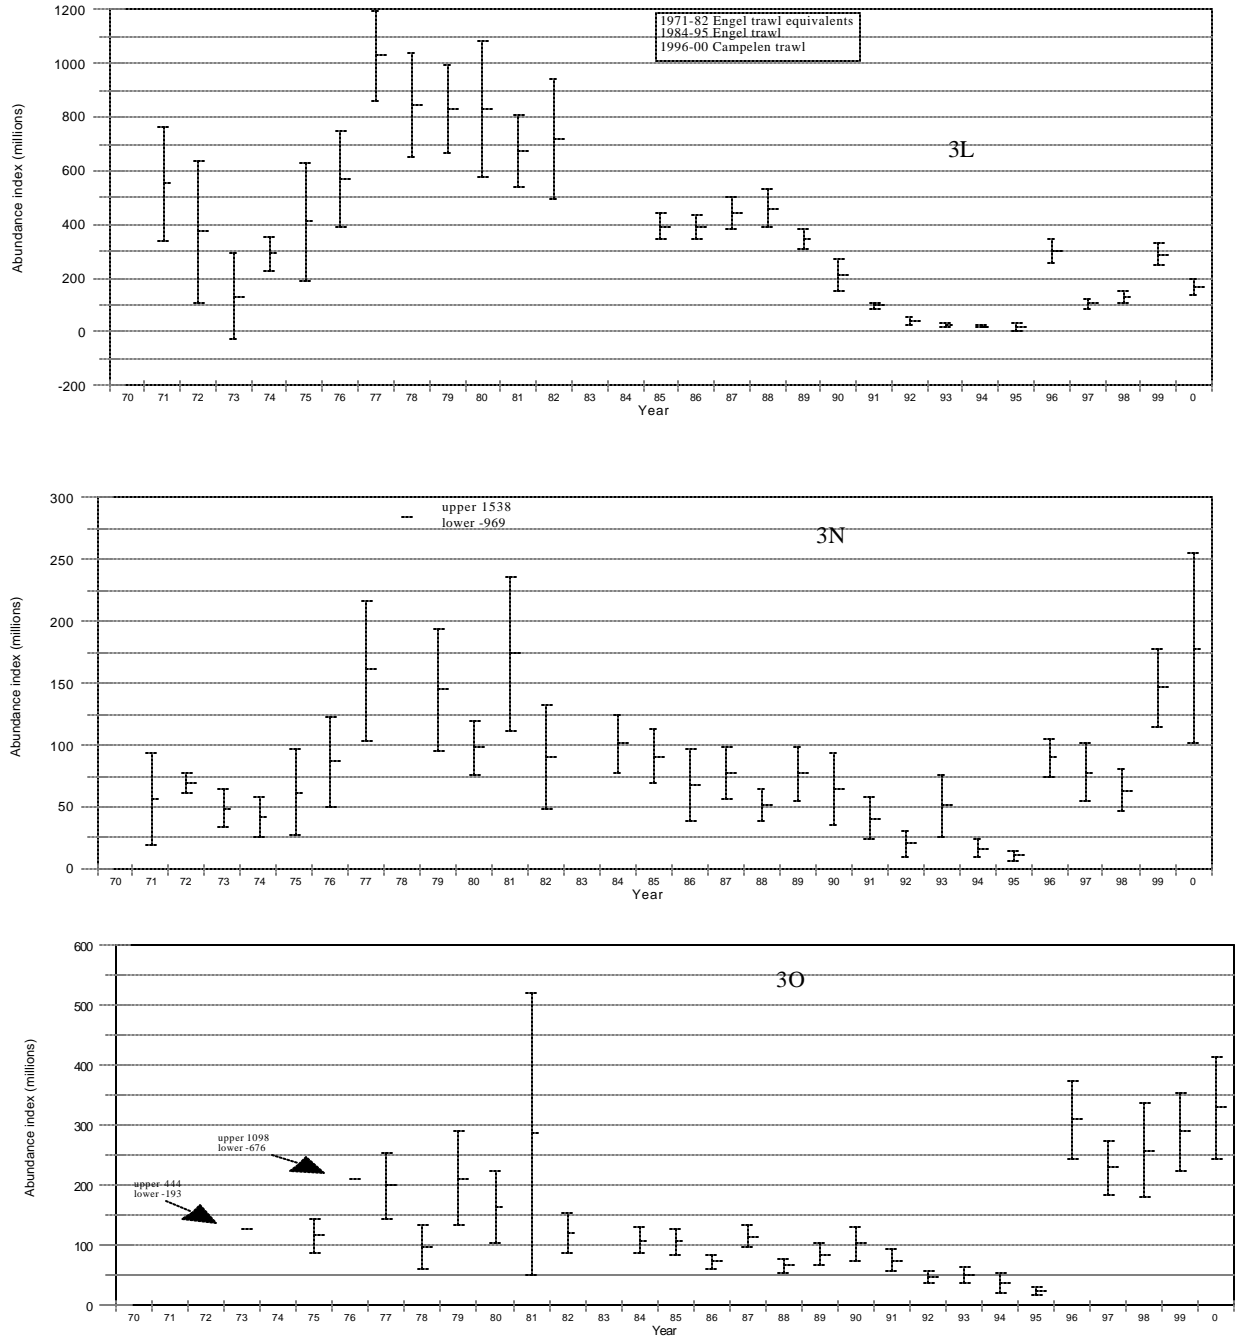 1200
1000
800
600
400
200
0
-200
Abundance index (millions)
1971-82 Engel trawl equivalents
1984-95 Engel trawl
1996-00 Campelen trawl
3L
70 71 72 73 74 75 76 77 78 79 80 81 82 83 84 85 86 87 88 89 90 91 92 93 94 95 96 97 98 99 0
Year
300
250
200
150
100
50
0
Abundance index (millions)
upper 1538
lower -969
3N
70 71 72 73 74 75 76 77 78 79 80 81 82 83 84 85 86 87 88 89 90 91 92 93 94 95 96 97 98 99 0
Year
600
500
400
300
200
100
0
Abundance index (millions)
3O
upper 1098
lower -676
upper 444
lower -193
70 71 72 73 74 75 76 77 78 79 80 81 82 83 84 85 86 87 88 89 90 91 92 93 94 95 96 97 98 99 0
Year